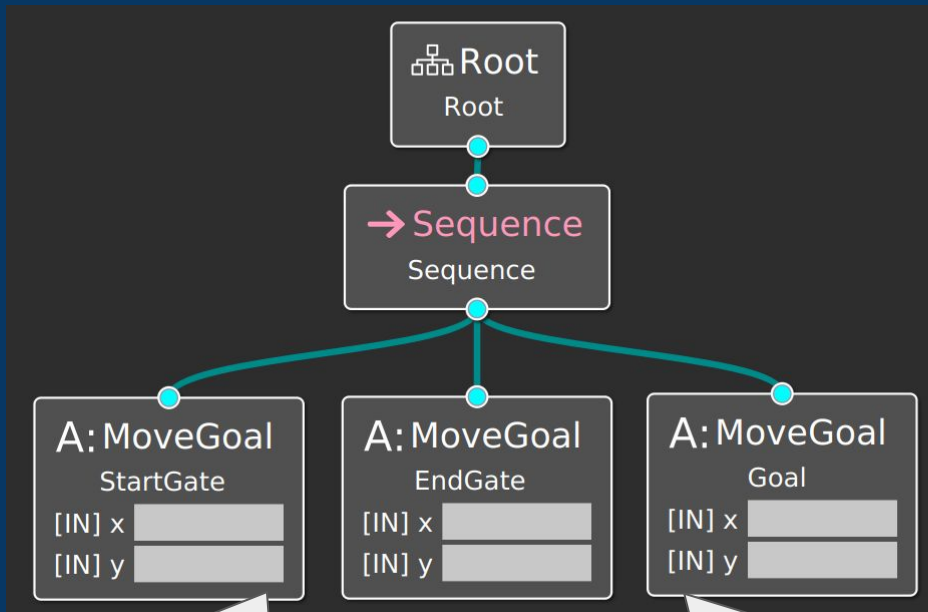 Root
Root
Sequence
Sequence
A: MoveGoal
StartGate
[IN] x
[IN] y
A: MoveGoal
EndGate
[IN] x
[IN] y
A: MoveGoal
Goal
[IN] x
[IN] y